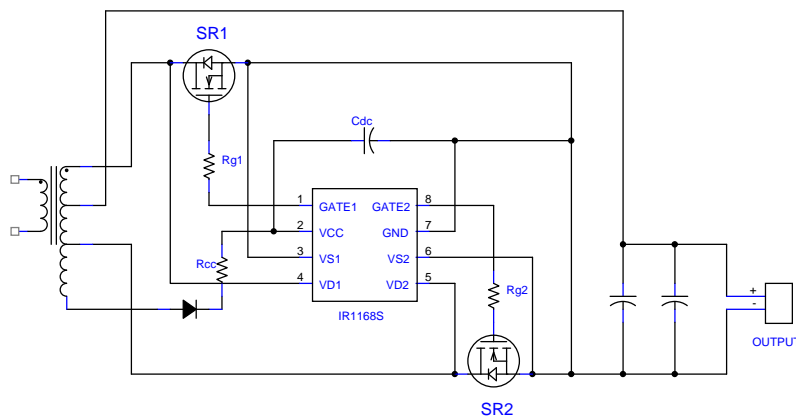 SR1
Cdc
Rg1
1 GATE1 GATE2 8
2 VCC GND 7
3 VS1 VS2 6
4 VD1 VD2 5
Rcc
Rg2
IR1168S
+
-
OUTPUT
SR2